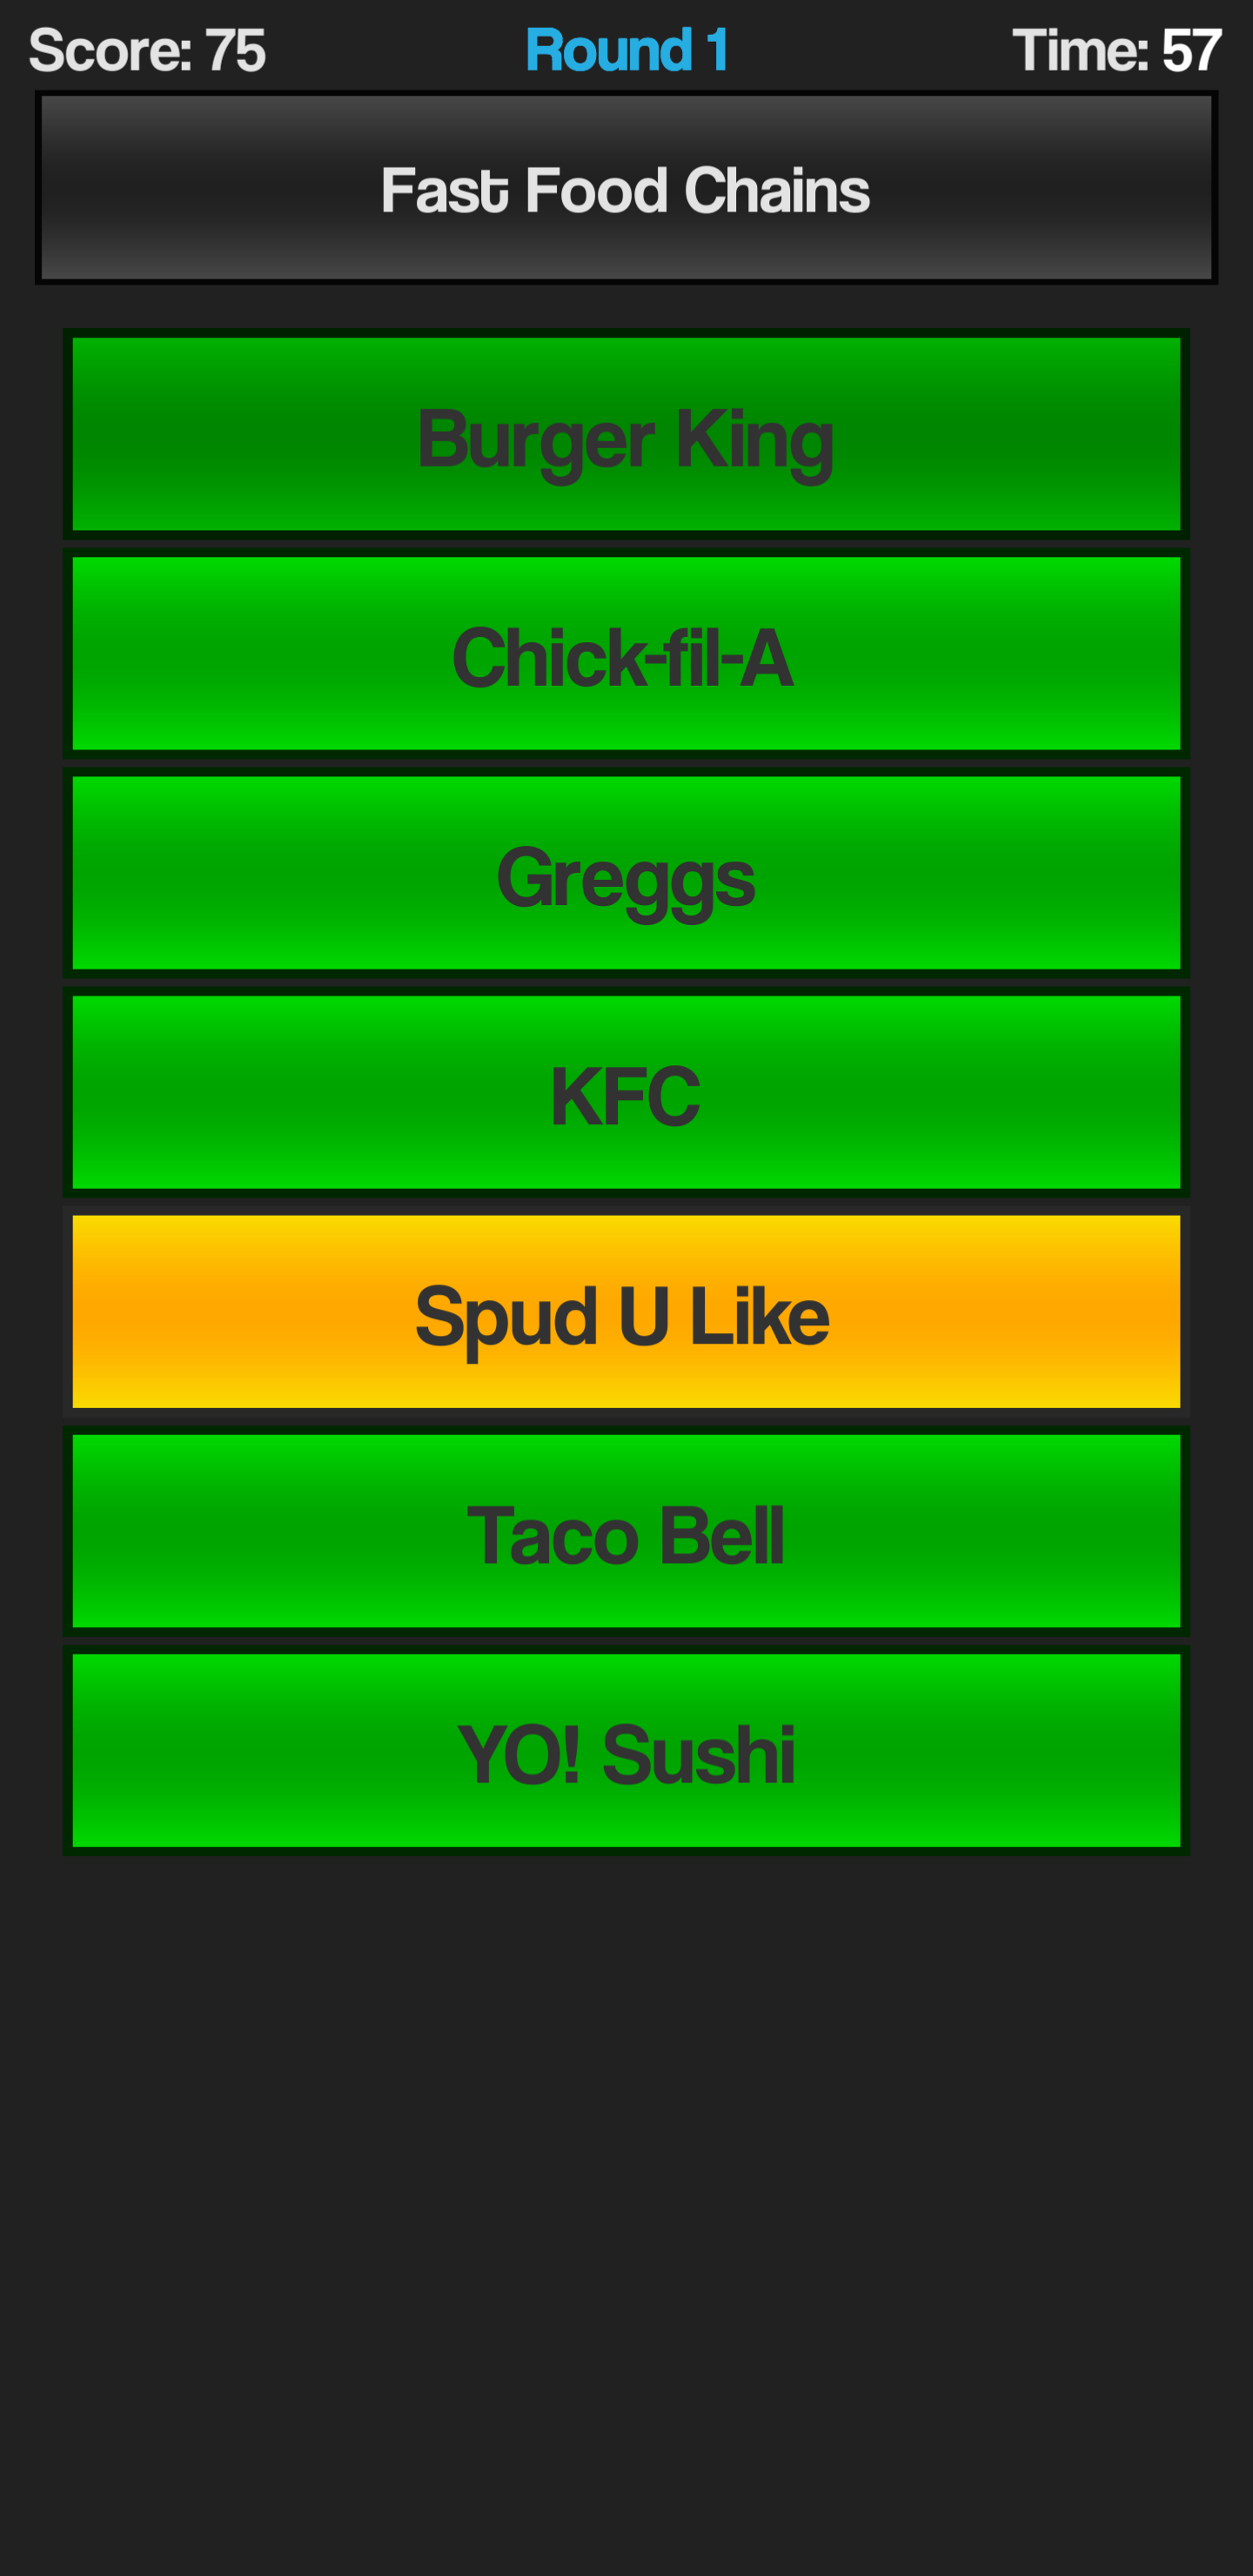 Score: 75 Round 1 Time: 57
Fast Food Chains
Burger King
Chick-fil-A
Greggs
KFC
Spud U Like
Taco Bell
YO! Sushi